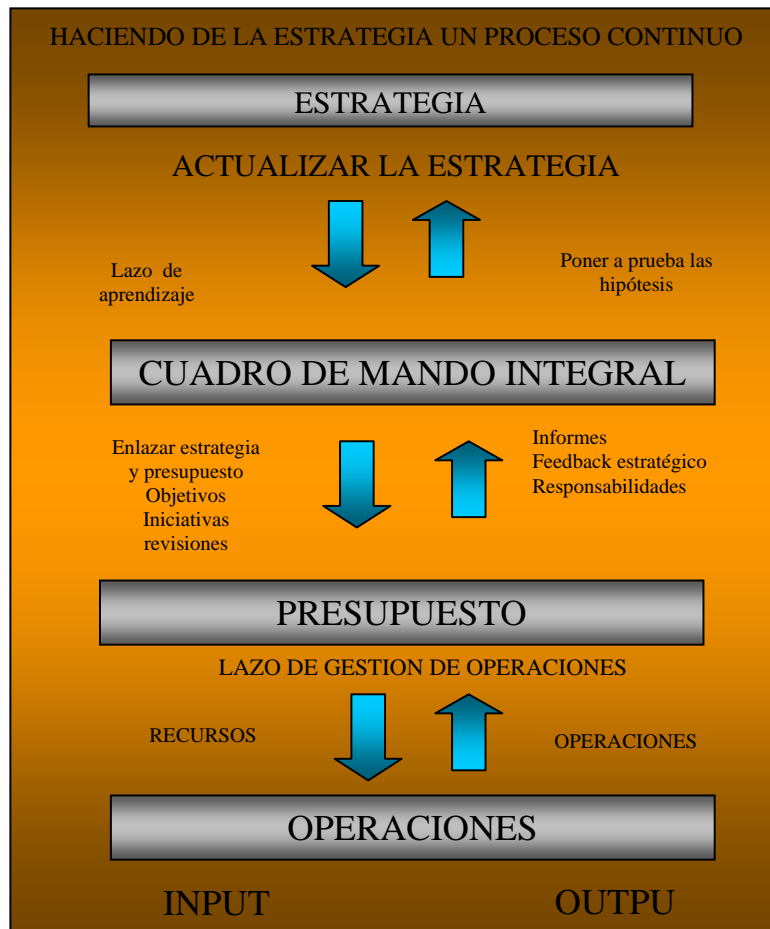 HACIENDO DE LA ESTRATEGIA UN PROCESO CONTINUO
ESTRATEGIA
ACTUALIZAR LA ESTRATEGIA
Lazo de
aprendizaje
Poner a prueba las
hipótesis
CUADRO DE MANDO INTEGRAL
Enlazar estrategia
y presupuesto
Objetivos
Iniciativas
revisiones
Informes
Feedback estratégico
Responsabilidades
PRESUPUESTO
LAZO DE GESTION DE OPERACIONES
RECURSOS
OPERACIONES
OPERACIONES
INPUT
OUTPU